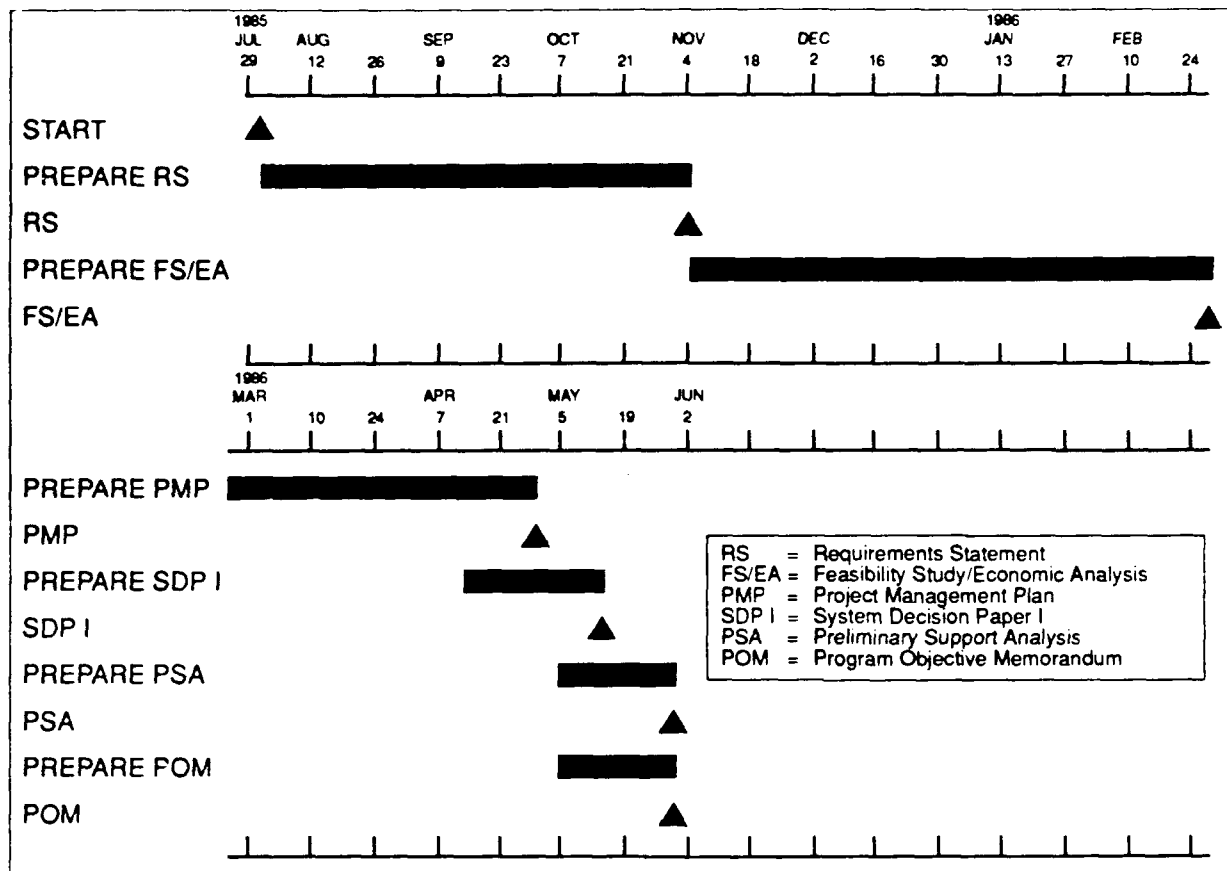 1985 1986
JUL AUG SEP OCT NOV DEC JAN FEB
29 12 26 9 23 7 21 4 18 2 16 30 13 27 10 24
START
PREPARE RS
RS
PREPARE FS/EA
FS/EA
1986
MAR APR MAY JUN
1 10 24 7 21 5 19 2
PREPARE PMP
PMP
PREPARE SDP I
SDP I
PREPARE PSA
PSA
PREPARE FOM
POM
RS = Requirements Statement
FS/EA = Feasibility Study/Economic Analysis
PMP = Project Management Plan
SDP I = System Decision Paper I
PSA = Preliminary Support Analysis
POM = Program Objective Memorandum